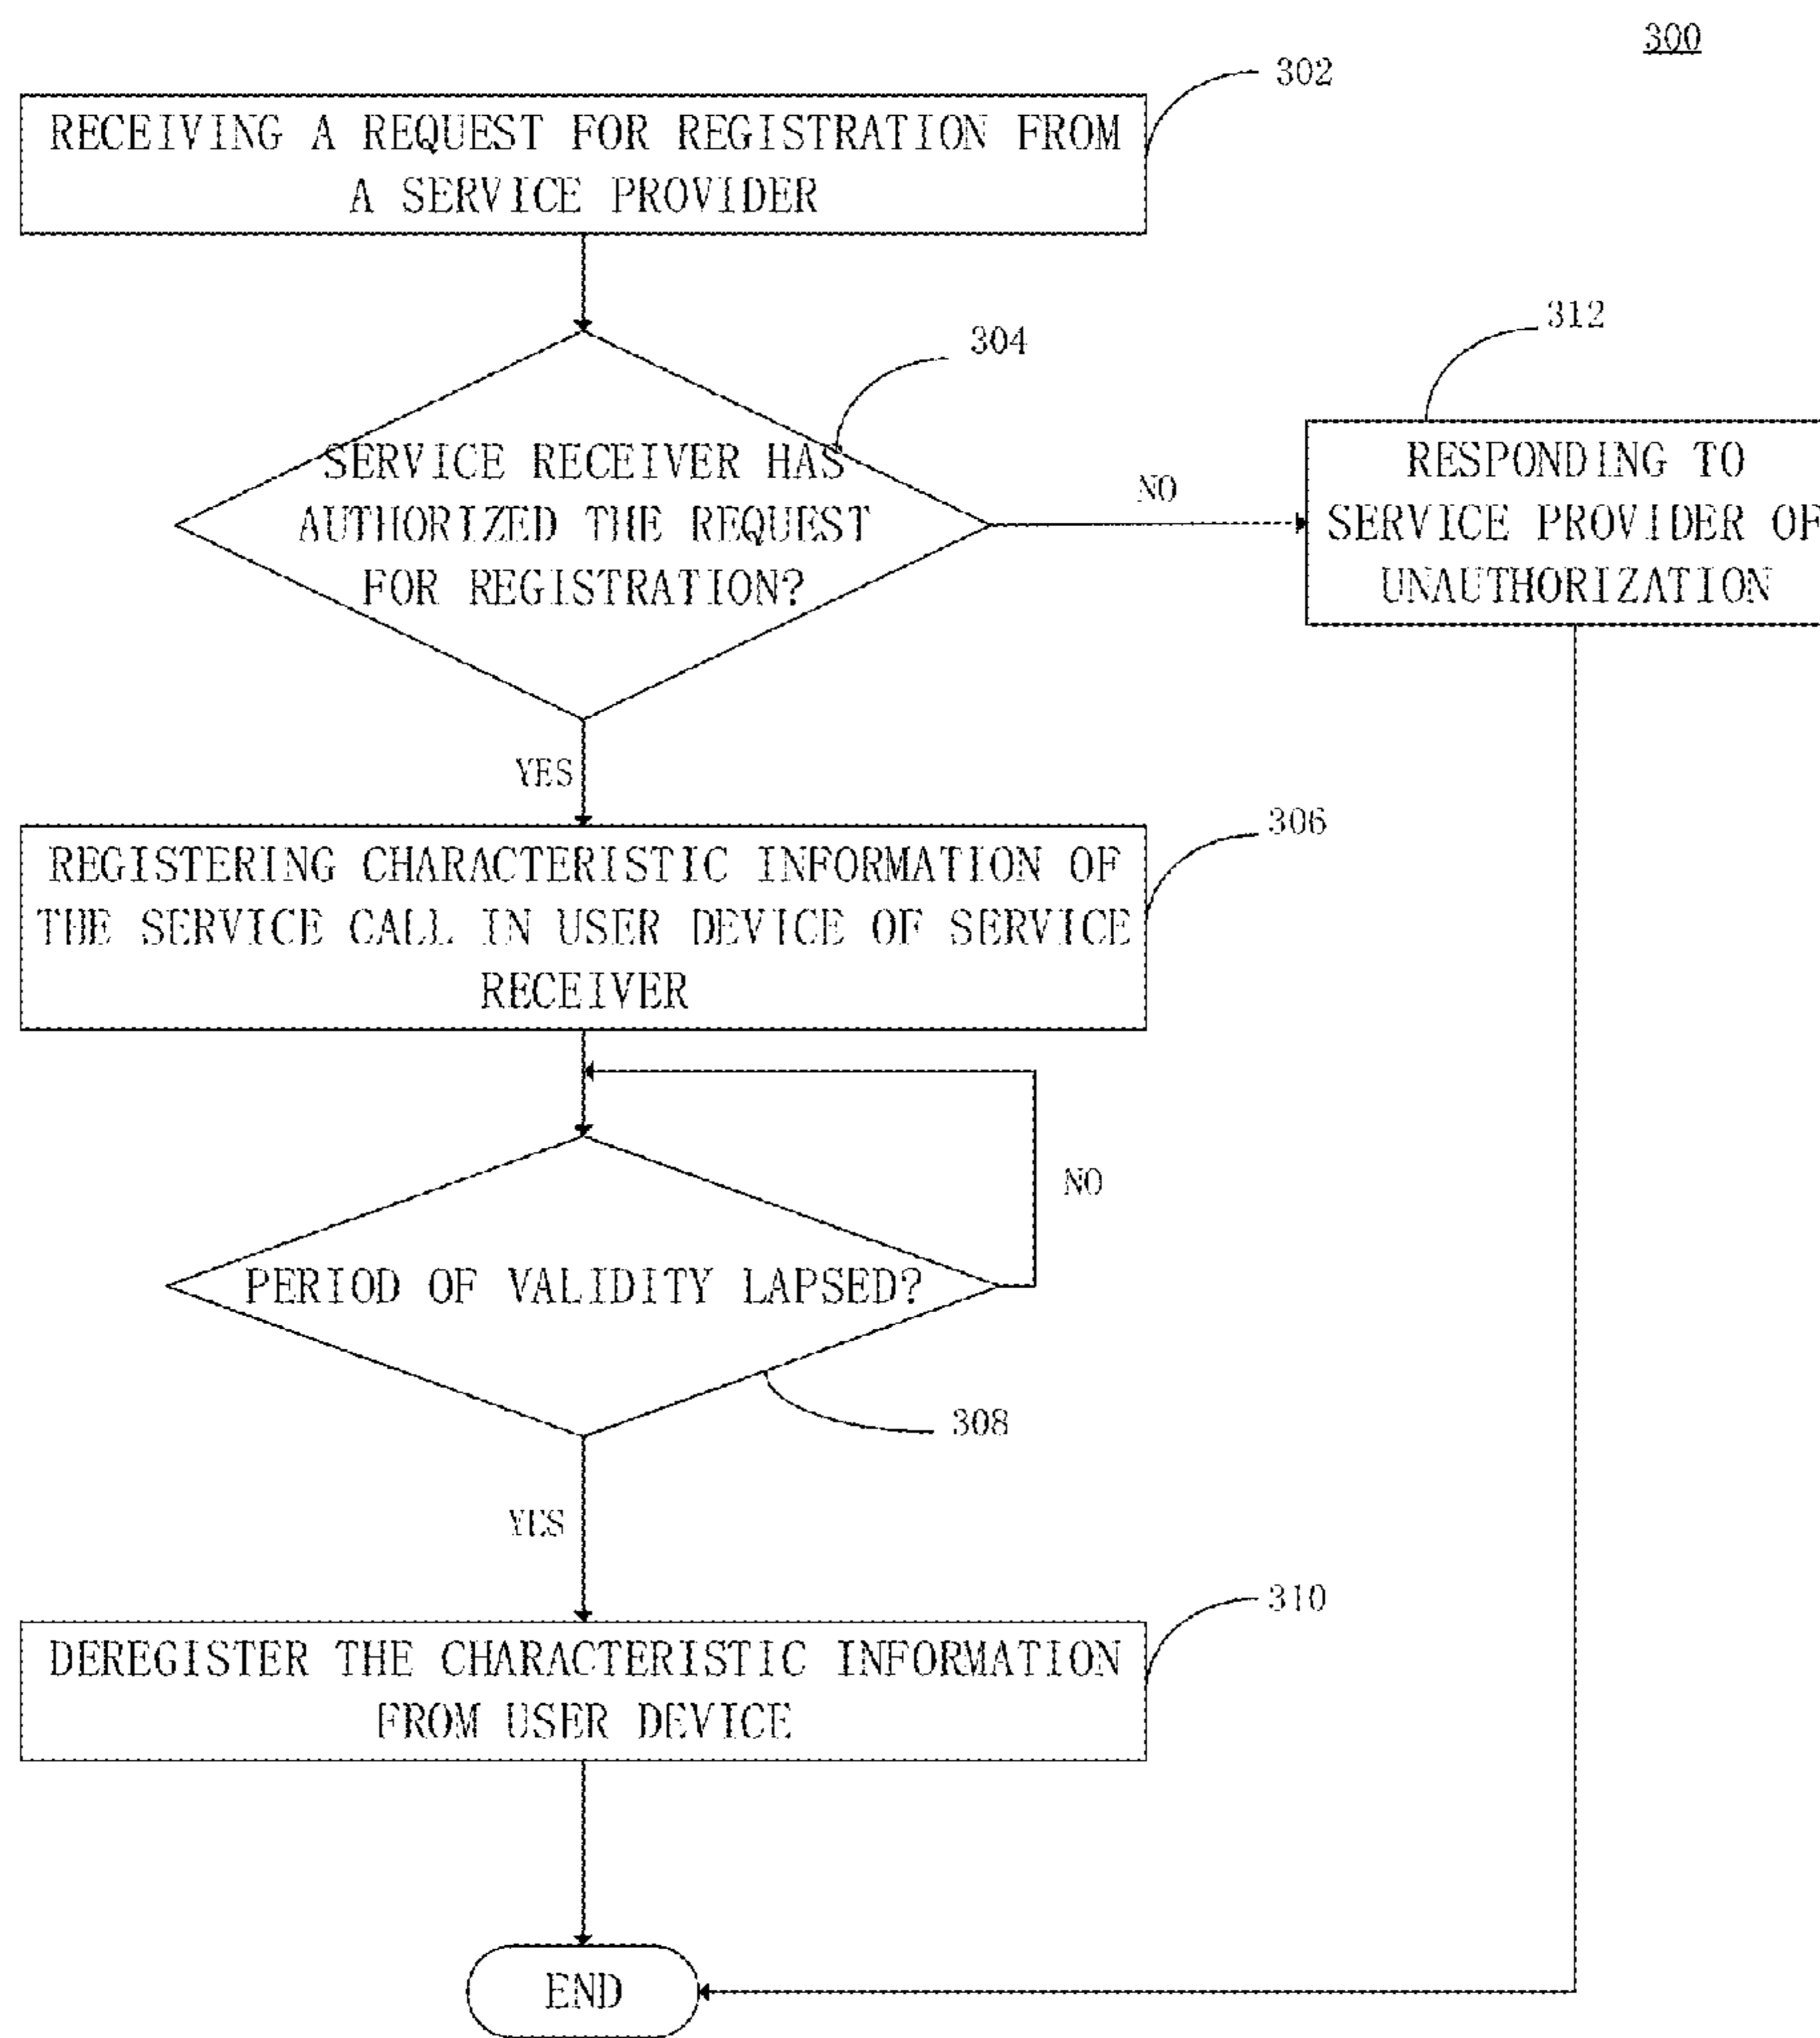 300
302
RECEIVING A REQUEST FOR REGISTRATION FROM
A SERVICE PROVIDER
304
312
SERVICE RECEIVER HAS
AUTHORIZED THE REQUEST
FOR REGISTRATION?
NO
RESPONDING TO
SERVICE PROVIDER OF
UNAUTHORIZATION
YES
306
REGISTERING CHARACTERISTIC INFORMATION OF
THE SERVICE CALL IN USER DEVICE OF SERVICE
RECEIVER
NO
PERIOD OF VALIDITY LAPSED?
308
YES
310
DEREGISTER THE CHARACTERISTIC INFORMATION
FROM USER DEVICE
END